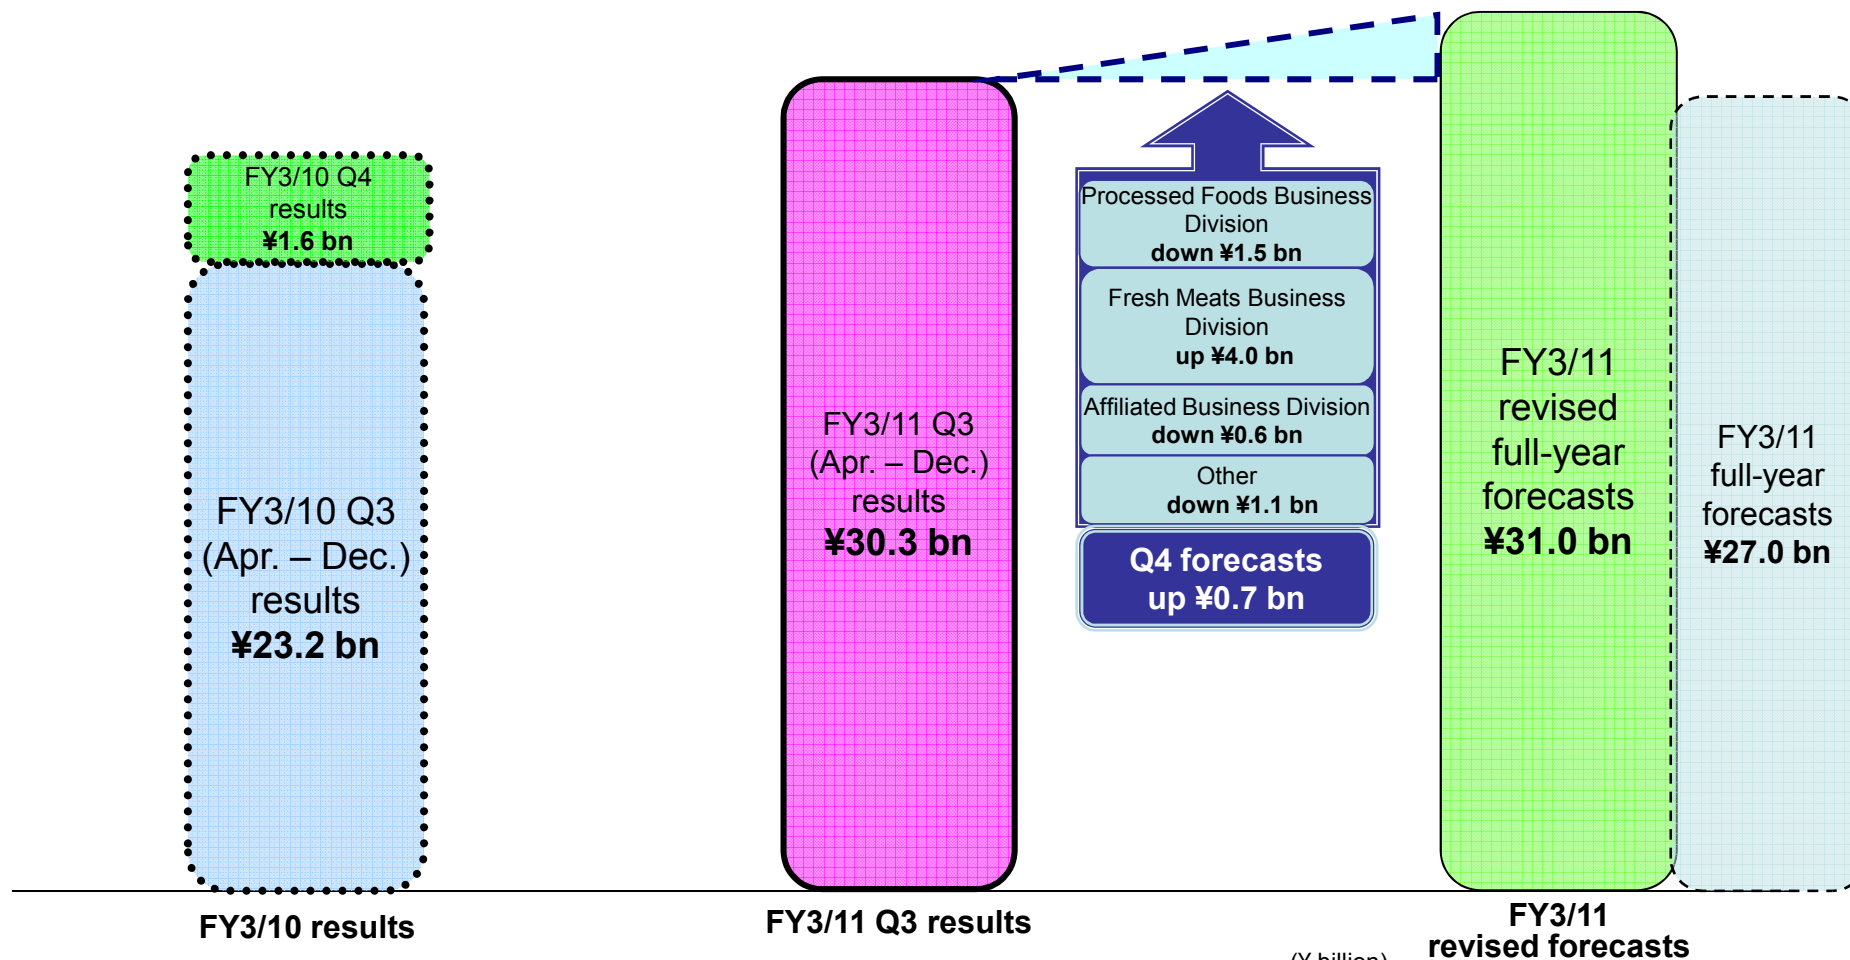 FY3/10 Q4
results
¥1.6 bn
FY3/10 Q3
(Apr. – Dec.)
results
¥23.2 bn
FY3/10 results
FY3/11 Q3
(Apr. – Dec.)
results
¥30.3 bn
FY3/11 Q3 results
Processed Foods Business
Division
down ¥1.5 bn
Fresh Meats Business
Division
up ¥4.0 bn
Affiliated Business Division
down ¥0.6 bn
Other
down ¥1.1 bn
Q4 forecasts
up ¥0.7 bn
FY3/11
revised
full-year
forecasts
¥31.0 bn
FY3/11
full-year
forecasts
¥27.0 bn
FY3/11
revised forecasts
(¥ billion)